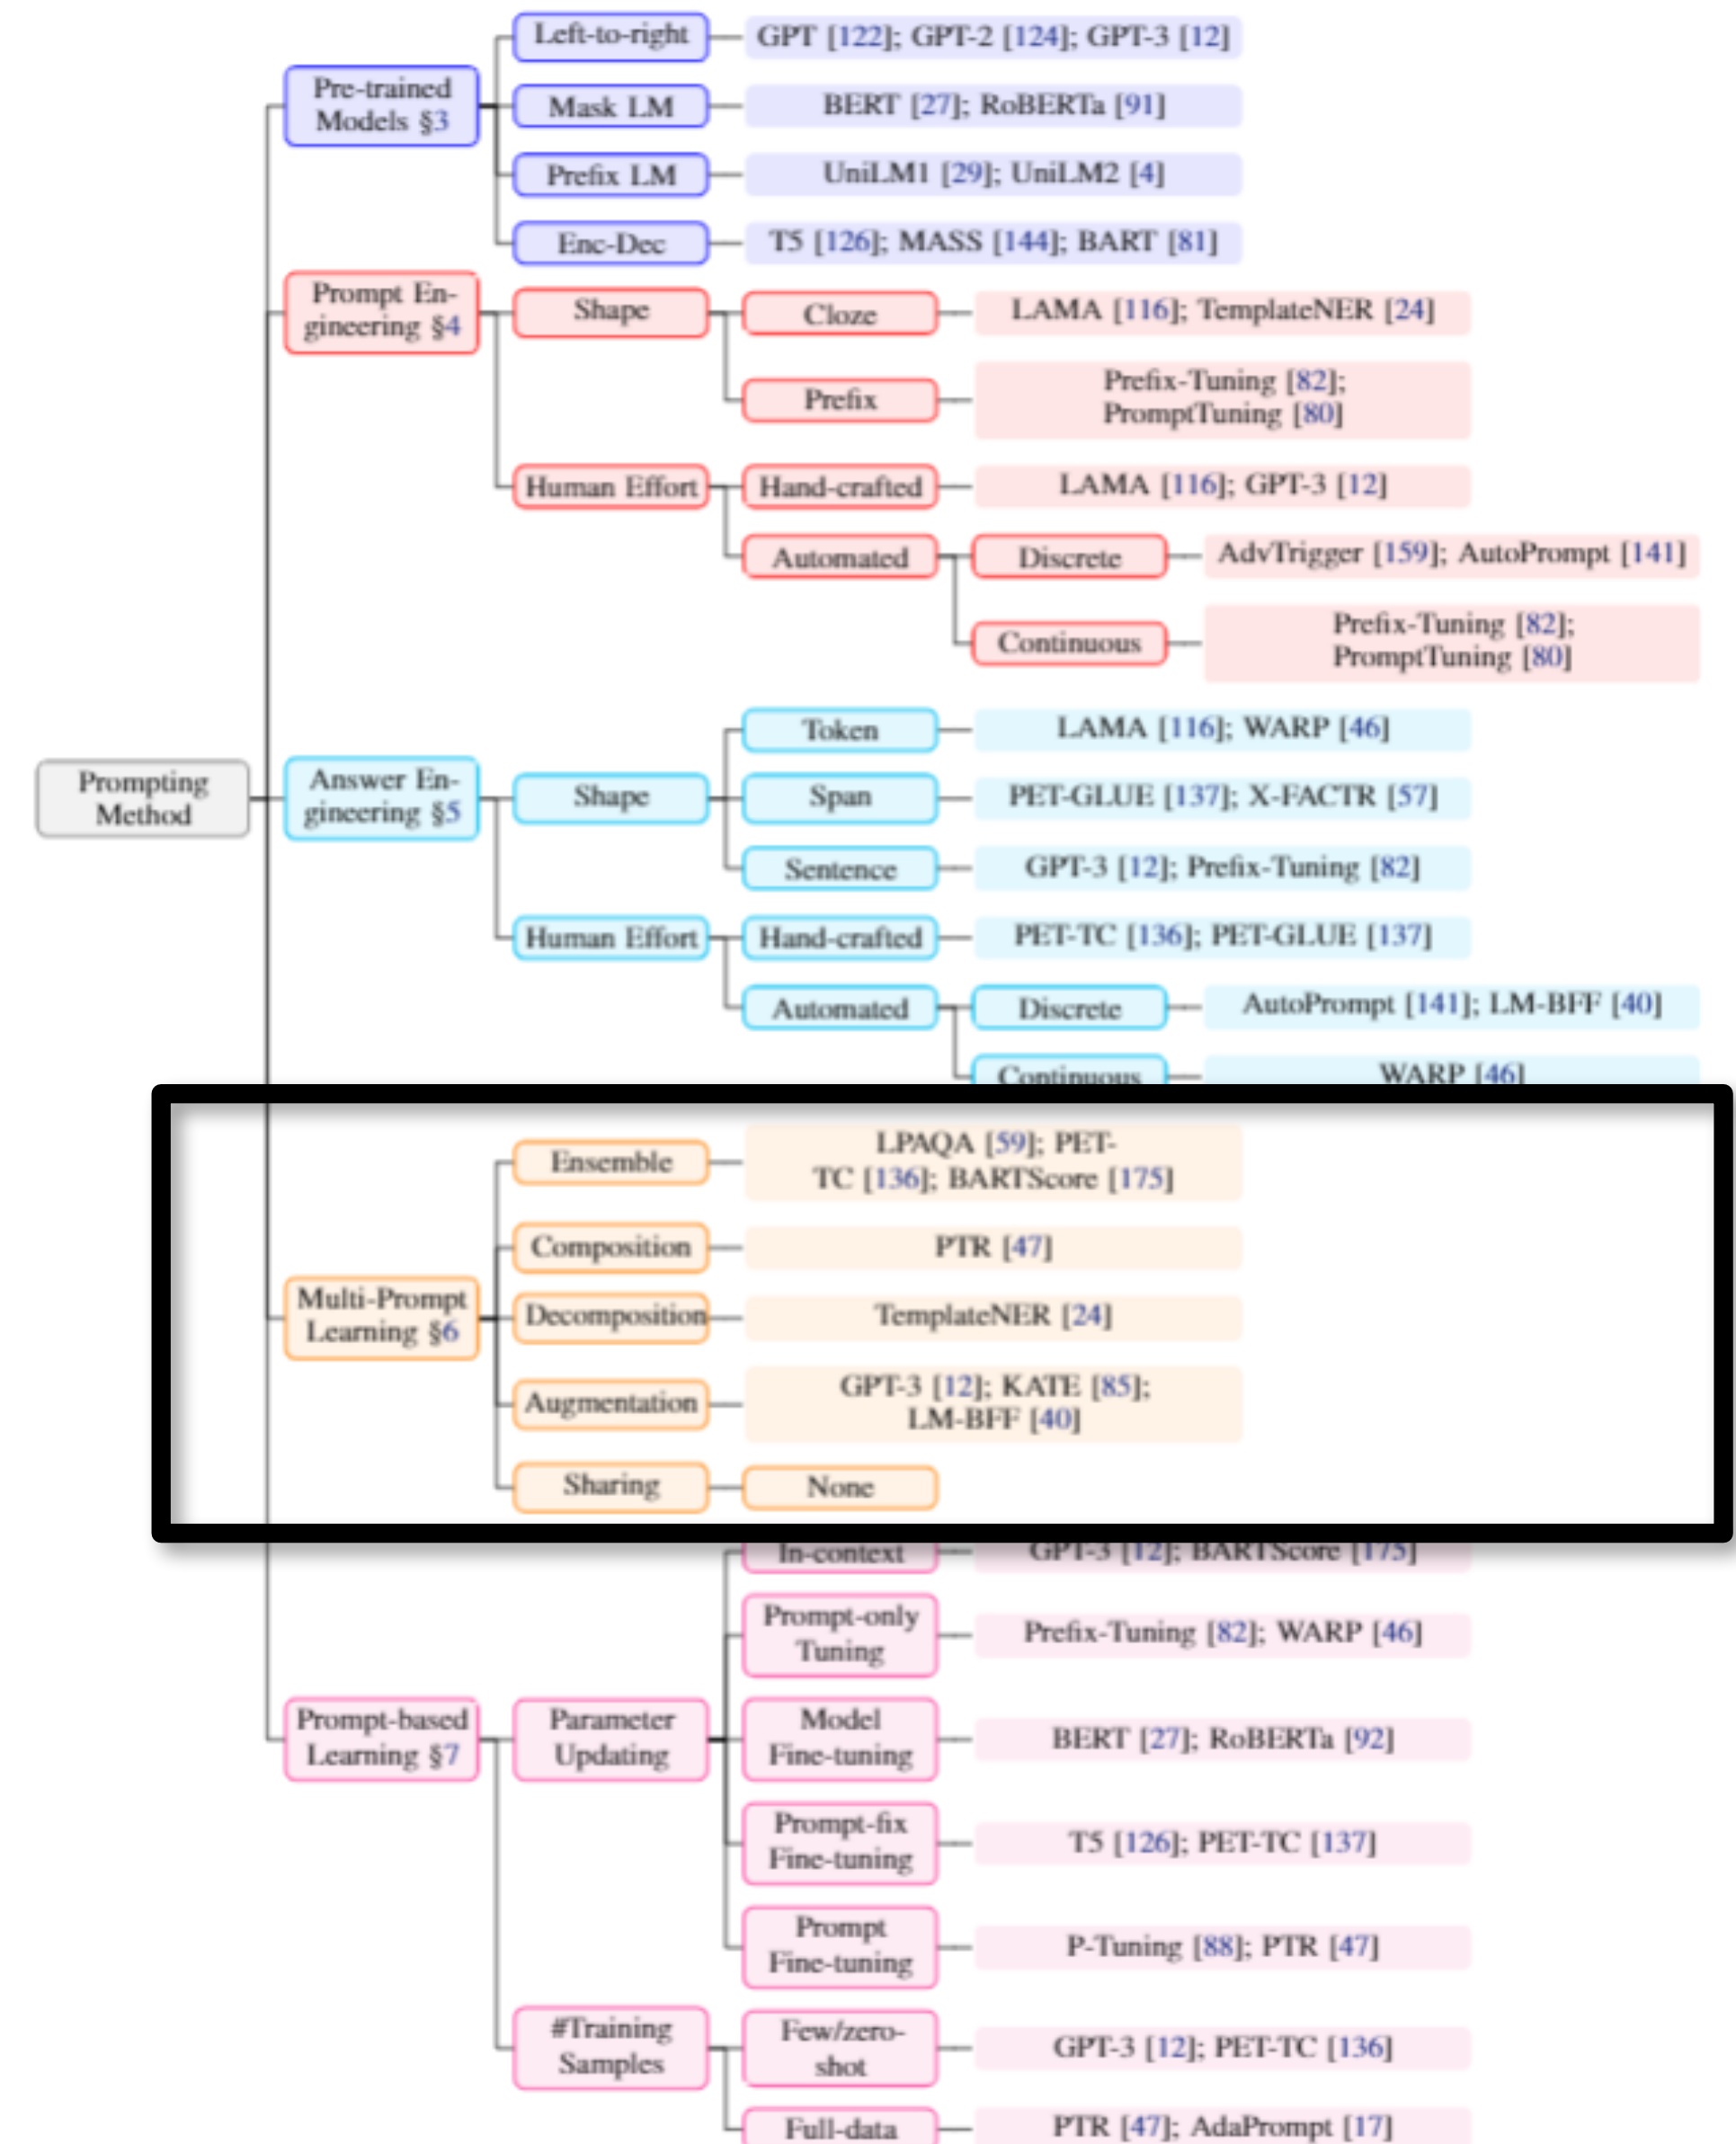 Left-to-right
GPT [122]; GPT-2 [124]; GPT-3 [12]
Pre-trained
Models §3
Mask LM
BERT [27]; RoBERTa [91]
Prefix LM
UniLM1 [29]; UniLM2 [4]
Enc-Dec
T5 [126]; MASS [144]; BART [81]
Prompt En-
gineering §4
Shape
Cloze
LAMA [116]; TemplateNER [24]
Prefix
Prefix-Tuning [82];
PromptTuning [80]
Human Effort
Hand-crafted
LAMA [116]; GPT-3 [12]
Automated
Discrete
AdvTrigger [159]; AutoPrompt [141]
Continuous
Prefix-Tuning [82];
PromptTuning [80]
Prompting
Method
Answer En-
gineering §5
Shape
Token
LAMA [116]; WARP [46]
Span
PET-GLUE [137]; X-FACTR [57]
Sentence
GPT-3 [12]; Prefix-Tuning [82]
Human Effort
Hand-crafted
PET-TC [136]; PET-GLUE [137]
Automated
Discrete
AutoPrompt [141]; LM-BFF [40]
Continuous
WARP [46]
Multi-Prompt
Learning §6
Ensemble
LPAQA [59]; PET-
TC [136]; BARTScore [175]
Composition
PTR [47]
Decomposition
TemplateNER [24]
Augmentation
GPT-3 [12]; KATE [85];
LM-BFF [40]
Sharing
None
Prompt-based
Learning §7
Parameter
Updating
In-context
GPT-3 [12]; BARTScore [175]
Prompt-only
Tuning
Prefix-Tuning [82]; WARP [46]
Model
Fine-tuning
BERT [27]; RoBERTa [92]
Prompt-fix
Fine-tuning
T5 [126]; PET-TC [137]
Prompt
Fine-tuning
P-Tuning [88]; PTR [47]
#Training
Samples
Few/zero-
shot
GPT-3 [12]; PET-TC [136]
Full-data
PTR [47]; AdaPrompt [17]